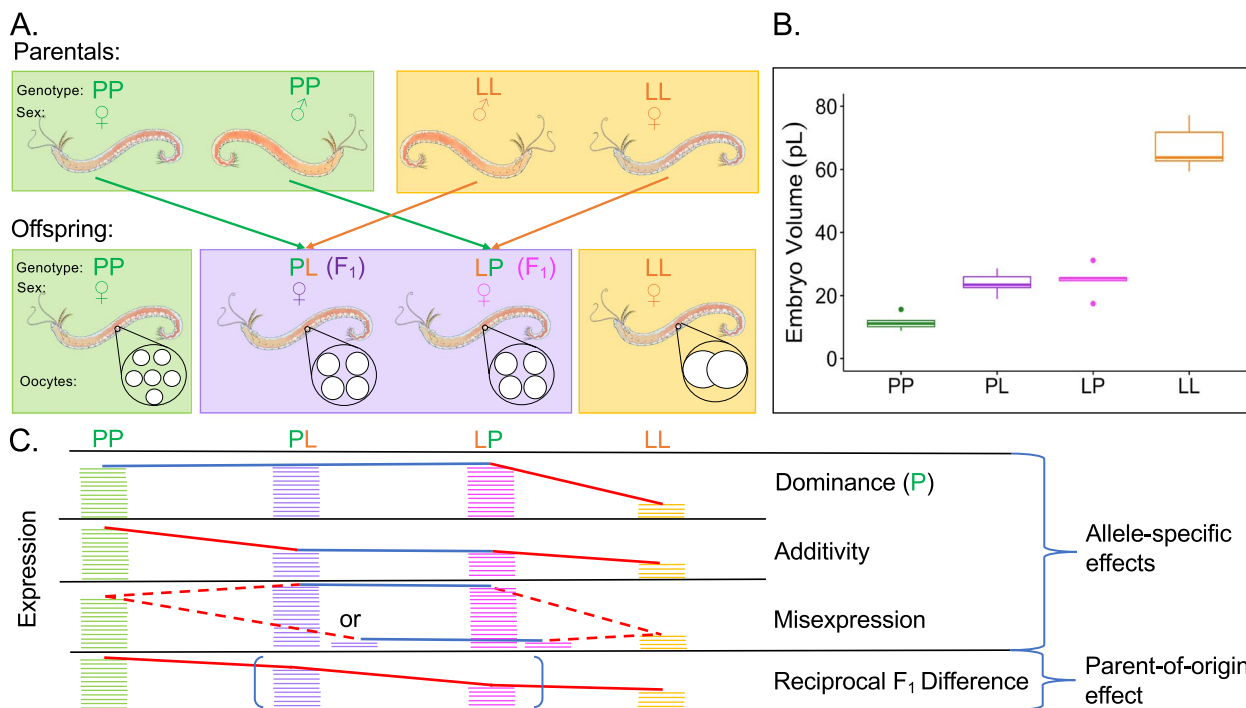 A.
Parentals:
Genotype: PP PP LL LL
Sex: ♀ ♂ ♂ ♀
Offspring:
Genotype: PP PL (F₁) LP (F₁) LL
Sex: ♀ ♀ ♀ ♀
Oocytes:
B.
Embryo Volume (pL)
80
60
40
20
0
PP PL LP LL
C.
PP PL LP LL
Expression
Dominance (P)
Additivity
or
Misexpression
Reciprocal F₁ Difference
Allele-specific
effects
Parent-of-origin
effect